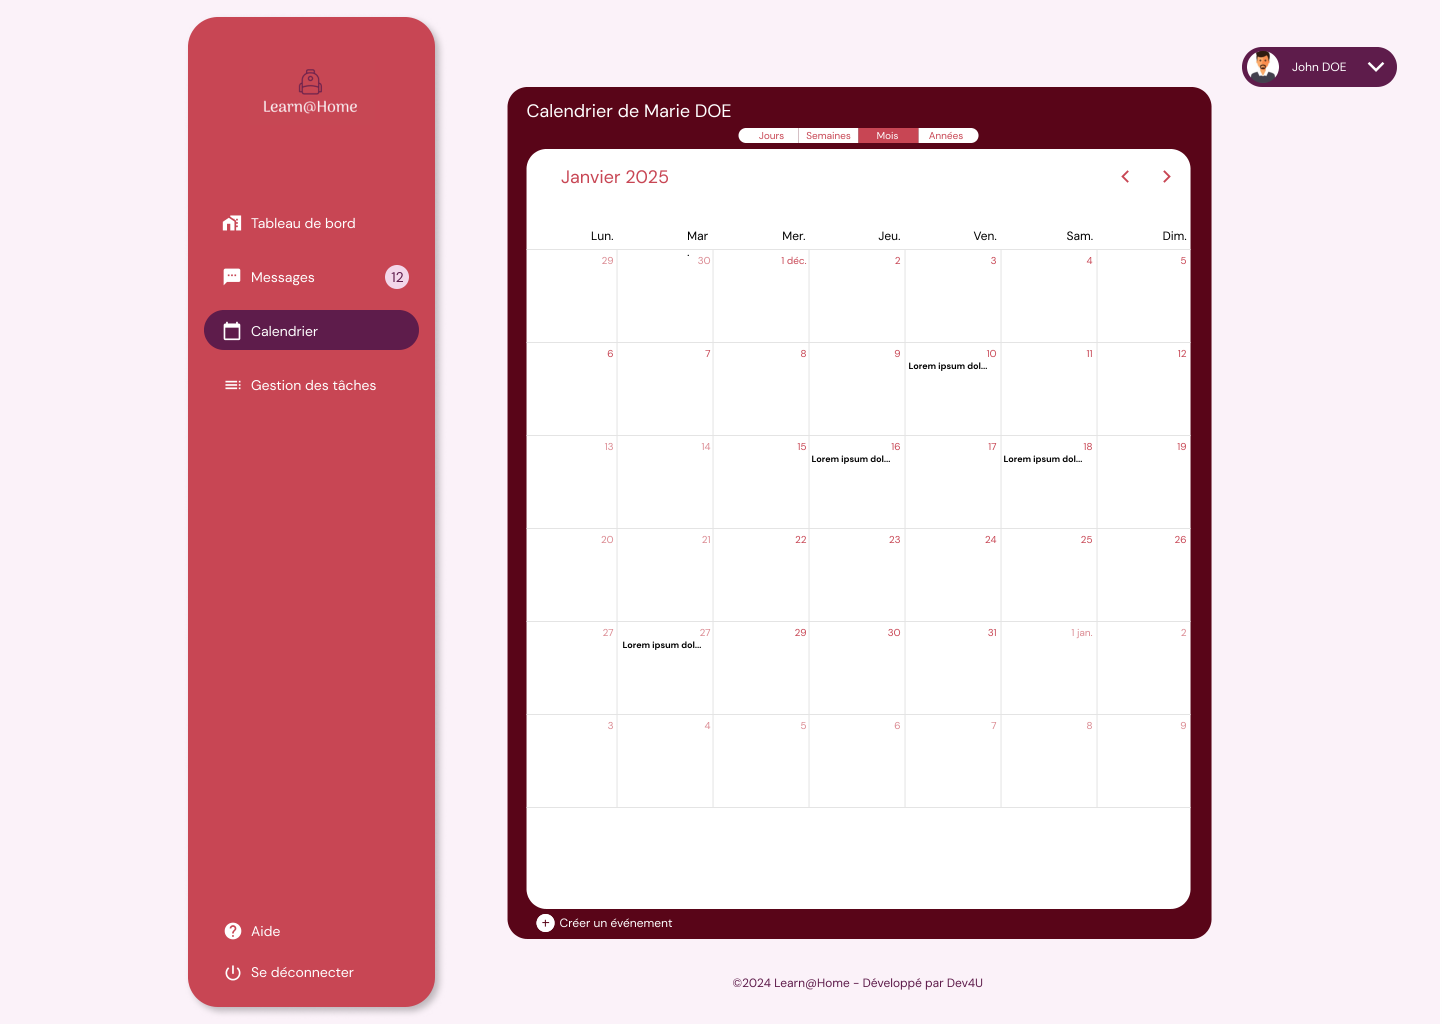 Learn@Home
Tableau de bord
Messages 12
Calendrier
Gestion des tâches
Aide
Se déconnecter
John DOE
Calendrier de Marie DOE
Jours Semaines Mois Années
Janvier 2025
Lun. Mar. Mer. Jeu. Ven. Sam. Dim.
29 30 1 déc. 2 3 4 5
6 7 8 9 10 11 12
Lorem ipsum dol...
13 14 15 16 17 18 19
Lorem ipsum dol... Lorem ipsum dol...
20 21 22 23 24 25 26
27 27 29 30 31 1 jan. 2
Lorem ipsum dol...
3 4 5 6 7 8 9
+ Créer un événement
©2024 Learn@Home - Développé par Dev4U